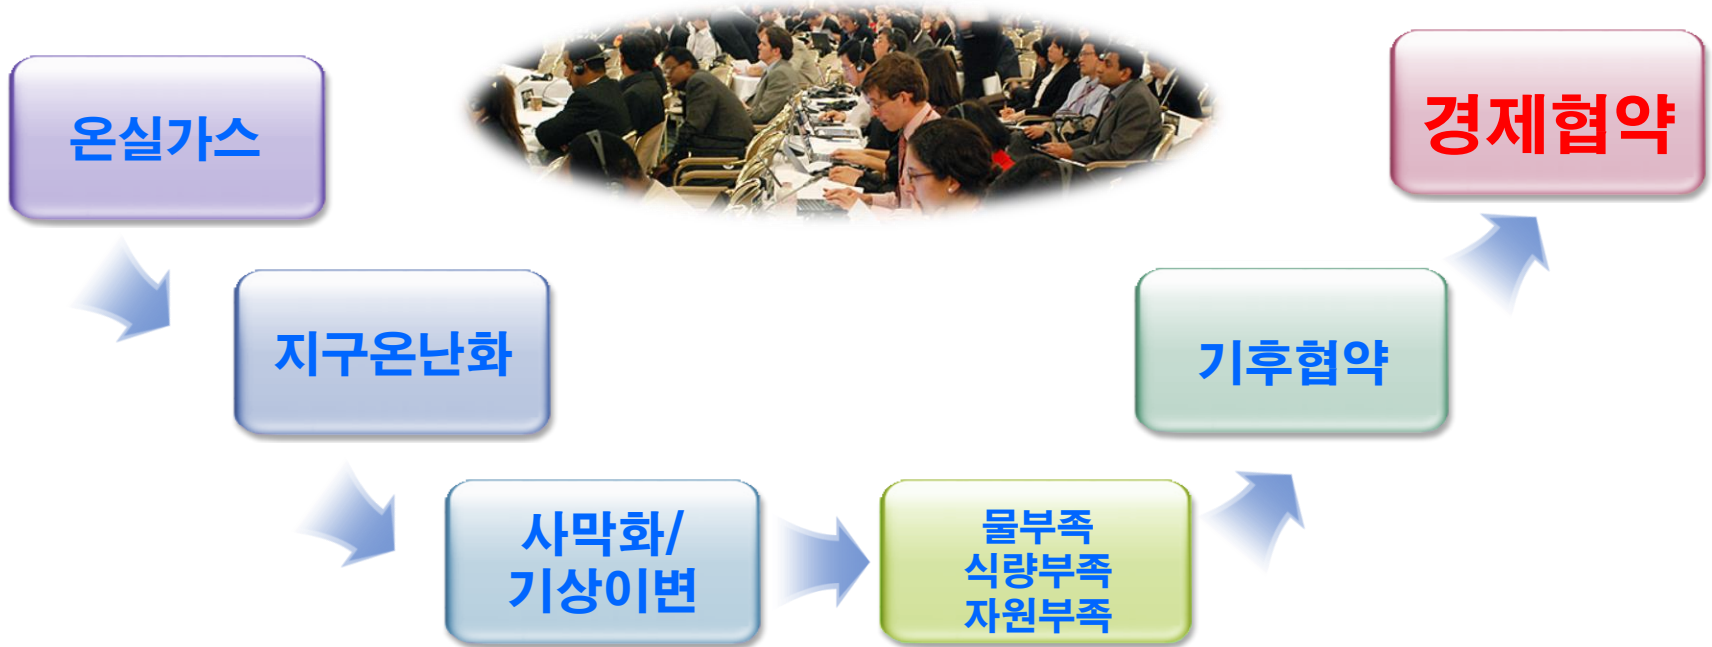 온실가스
지구온난화
사막화/
기상이변
물부족
식량부족
자원부족
기후협약
경제협약